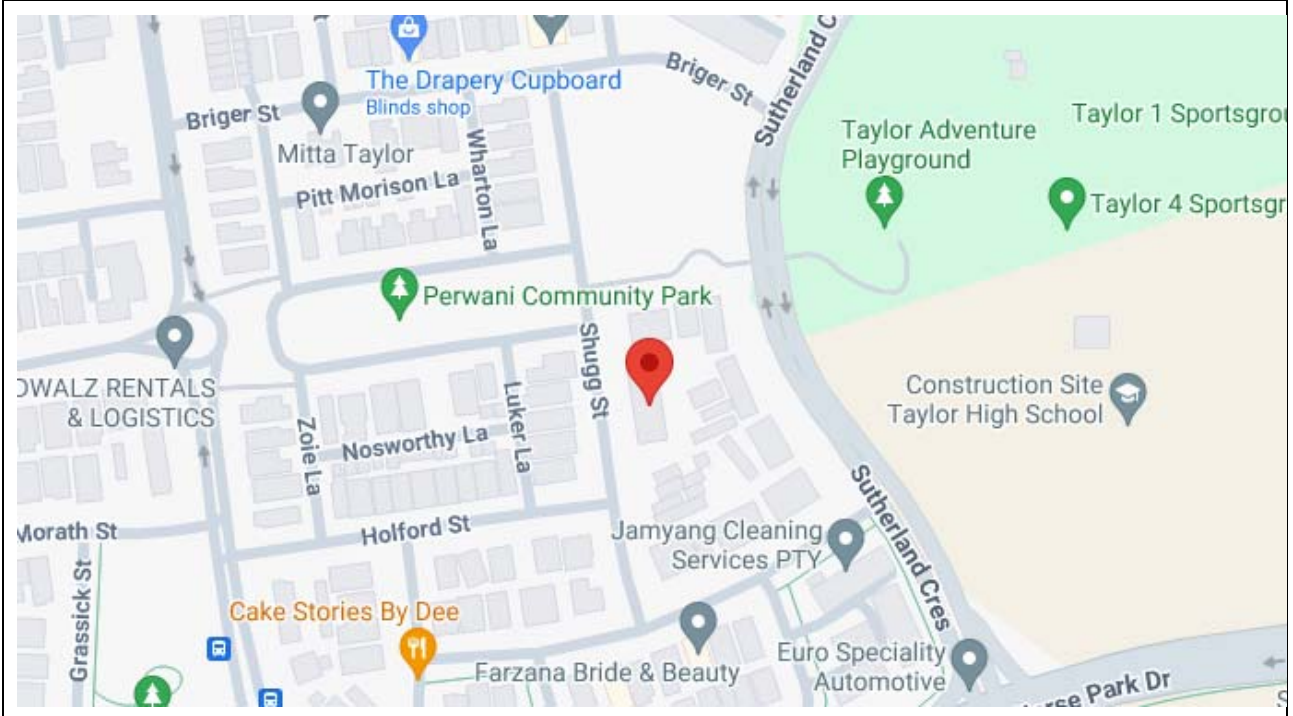 The Drapery Cupboard
Blinds shop
Briger St
Sutherland C
Briger St
Mitta Taylor
Wharton La
Taylor Adventure
Playground
Taylor 1 Sportsgrou
Pitt Morison La
Taylor 4 Sportsgr
Perwani Community Park
Shugg St
OWALZ RENTALS
& LOGISTICS
Construction Site
Taylor High School
Zoie La
Nosworthy La
Luker La
Morath St
Holford St
Jamyang Cleaning
Services PTY
Sutherland Cres
Grassick St
Cake Stories By Dee
Farzana Bride & Beauty
Euro Speciality
Automotive
orse Park Dr
S